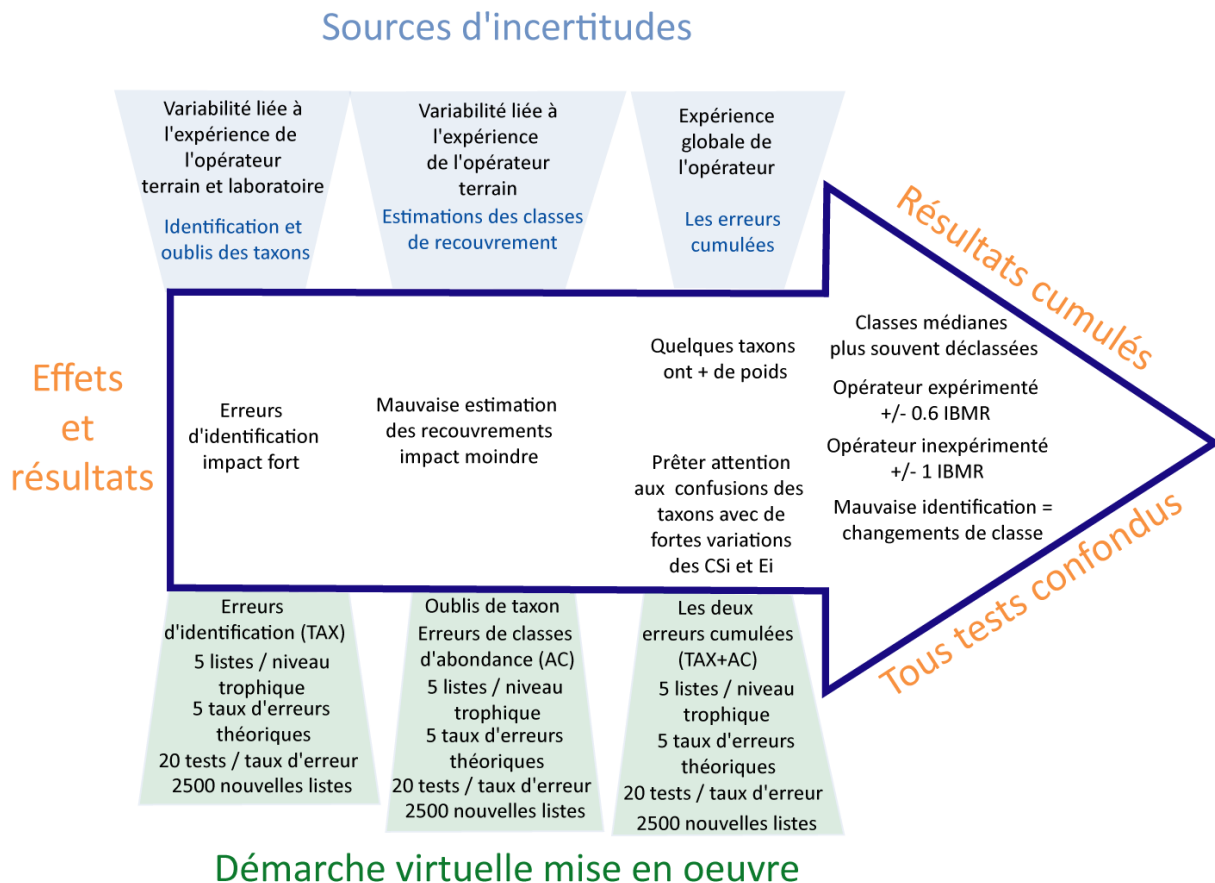 Sources d'incertitudes
Variabilité liée à
l'expérience de
l'opérateur
terrain et laboratoire
Identification et
oublis des taxons
Variabilité liée à
l'expérience
de l'opérateur
terrain
Estimations des classes
de recouvrement
Expérience
globale de
l'opérateur
Les erreurs
cumulées
Effets
et
résultats
Erreurs
d'identification
impact fort
Mauvaise estimation
des recouvrements
impact moindre
Quelques taxons
ont + de poids
Prêter attention
aux confusions des
taxons avec de
fortes variations
des CSi et Ei
Classes médianes
plus souvent déclassées
Opérateur expérimenté
+/- 0.6 IBMR
Opérateur inexpérimenté
+/- 1 IBMR
Mauvaise identification =
changements de classe
Résultats cumulés
Tous tests confondus
Erreurs
d'identification (TAX)
5 listes / niveau
trophique
5 taux d'erreurs
théoriques
20 tests / taux d'erreur
2500 nouvelles listes
Oublis de taxon
Erreurs de classes
d'abondance (AC)
5 listes / niveau
trophique
5 taux d'erreurs
théoriques
20 tests / taux d'erreur
2500 nouvelles listes
Les deux
erreurs cumulées
(TAX+AC)
5 listes / niveau
trophique
5 taux d'erreurs
théoriques
20 tests / taux d'erreur
2500 nouvelles listes
Démarche virtuelle mise en oeuvre